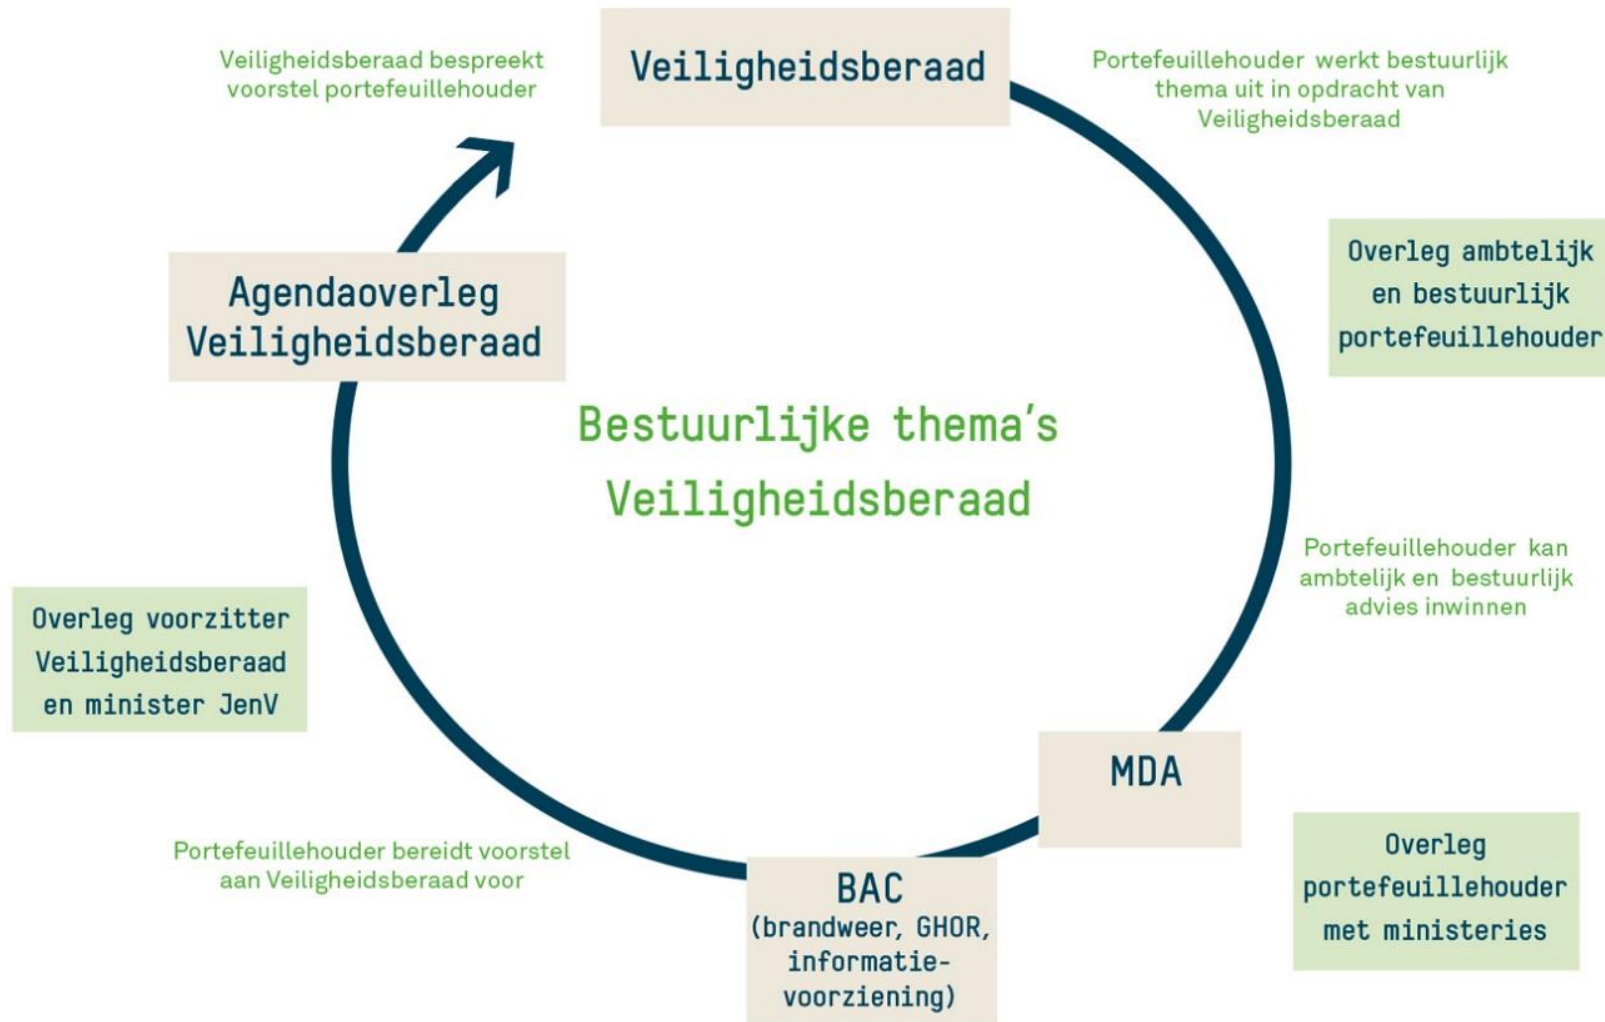 Veiligheidsberaad bespreekt
voorstel portefeuillehouder
Veiligheidsberaad
Portefeuillehouder werkt bestuurlijk
thema uit in opdracht van
Veiligheidsberaad
Overleg ambtelijk
en bestuurlijk
portefeuillehouder
Agendaoverleg
Veiligheidsberaad
Bestuurlijke thema's
Veiligheidsberaad
Portefeuillehouder kan
ambtelijk en bestuurlijk
advies inwinnen
Overleg voorzitter
Veiligheidsberaad
en minister JenV
MDA
Overleg
portefeuillehouder
met ministeries
Portefeuillehouder bereidt voorstel
aan Veiligheidsberaad voor
BAC
(brandweer, GHOR,
informatie-
voorziening)